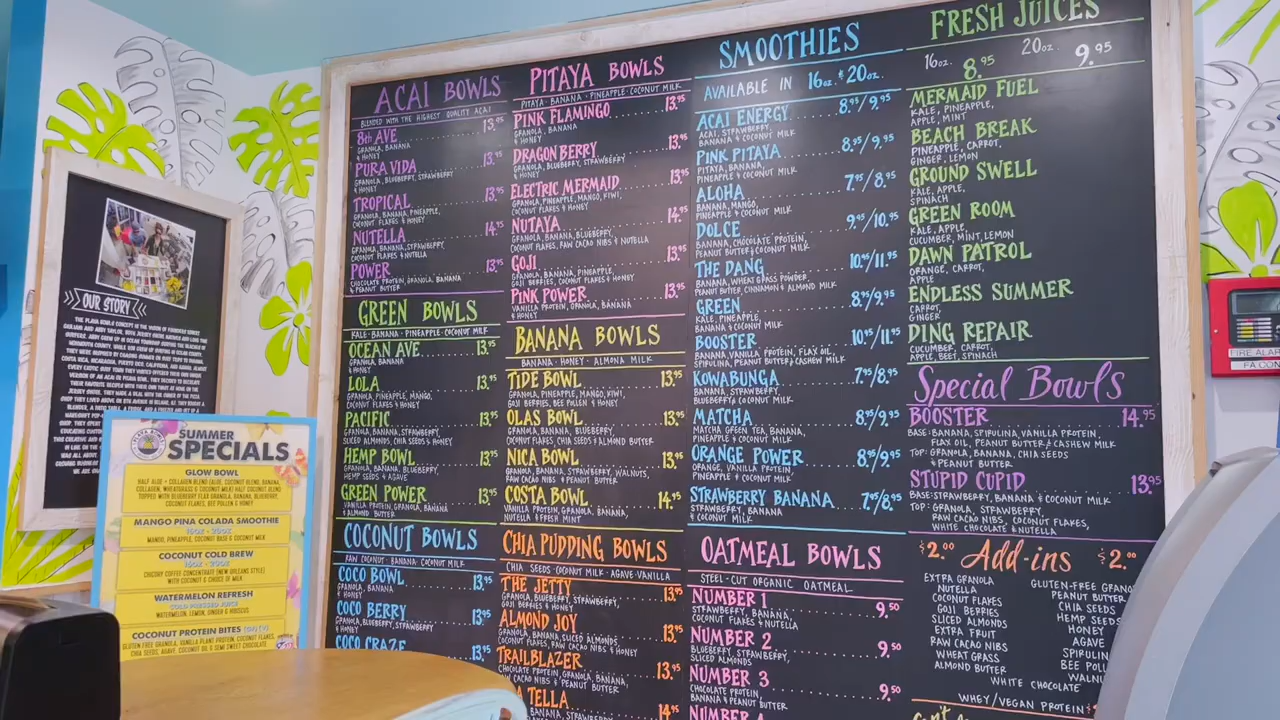 ACAI BOWLS
BLENDED WITH THE HIGHEST QUALITY ACAI
8th AVE 13.95
GRANOLA, BANANA
& HONEY
PURA VIDA 13.95
GRANOLA, BLUEBERRY, STRAWBERRY
& HONEY
TROPICAL 13.95
GRANOLA, BANANA, PINEAPPLE,
COCONUT FLAKES & HONEY
NUTELLA 14.95
GRANOLA, BANANA, STRAWBERRY,
COCONUT FLAKES & NUTELLA
POWER 13.95
CHOCOLATE PROTEIN, GRANOLA, BANANA
& PEANUT BUTTER
GREEN BOWLS
KALE · BANANA · PINEAPPLE · COCONUT MILK
OCEAN AVE 13.95
GRANOLA, BANANA
& HONEY
LOLA 13.95
GRANOLA, PINEAPPLE, MANGO,
COCONUT FLAKES & HONEY
PACIFIC 13.95
GRANOLA, BANANA, STRAWBERRY,
SLICED ALMONDS, CHIA SEEDS & HONEY
HEMP BOWL 13.95
GRANOLA, BANANA, BLUEBERRY,
HEMP SEEDS & AGAVE
GREEN POWER 13.95
VANILLA PROTEIN, GRANOLA, BANANA,
& ALMOND BUTTER
COCONUT BOWLS
RAW COCONUT · BANANA · COCONUT MILK
COCO BOWL 13.95
GRANOLA, BANANA,
& HONEY
COCO BERRY 13.95
GRANOLA, BLUEBERRY, STRAWBERRY
& HONEY
COCO CRAZE 13.95
PITAYA BOWLS
PITAYA · BANANA · PINEAPPLE · COCONUT MILK
PINK FLAMINGO 13.95
GRANOLA, BANANA
& HONEY
DRAGON BERRY 13.95
GRANOLA, BLUEBERRY, STRAWBERRY
& HONEY
ELECTRIC MERMAID 13.95
GRANOLA, PINEAPPLE, MANGO, KIWI,
COCONUT FLAKES & HONEY
NUTAYA 14.95
GRANOLA, BANANA, BLUEBERRY,
COCONUT FLAKES, RAW CACAO NIBS & NUTELLA
GOJI 13.95
GRANOLA, BANANA, PINEAPPLE,
GOJI BERRIES, COCONUT FLAKES & HONEY
PINK POWER 13.95
VANILLA PROTEIN, GRANOLA, BANANA
BANANA BOWLS
BANANA · HONEY · ALMOND MILK
TIDE BOWL 13.95
GRANOLA, PINEAPPLE, MANGO,
GOJI BERRIES, BEE POLLEN & HONEY
OLAS BOWL 13.95
GRANOLA, BANANA, BLUEBERRY,
COCONUT FLAKES, CHIA SEEDS & ALMOND BUTTER
NICA BOWL 13.95
GRANOLA, BANANA, STRAWBERRY, WALNUTS,
RAW CACAO NIBS & PEANUT BUTTER
COSTA BOWL 14.95
VANILLA PROTEIN, GRANOLA, BANANA,
NUTELLA & FRESH MINT
CHIA PUDDING BOWLS
CHIA SEEDS · COCONUT MILK · AGAVE · VANILLA
THE JETTY 13.95
GRANOLA, BLUEBERRY, STRAWBERRY,
GOJI BERRIES & HONEY
ALMOND JOY 13.95
GRANOLA, BANANA, SLICED ALMONDS,
COCONUT FLAKES, RAW CACAO NIBS & HONEY
TRAILBLAZER 13.95
CHOCOLATE PROTEIN, GRANOLA, BANANA,
RAW CACAO NIBS & PEANUT BUTTER
TELLA 14.95
GRANOLA, BANANA, STRAWBERRY,
SMOOTHIES
AVAILABLE IN 16oz. & 20oz.
ACAI ENERGY 8.95/9.95
ACAI, STRAWBERRY,
BANANA & COCONUT MILK
PINK PITAYA 8.95/9.95
PITAYA, BANANA,
PINEAPPLE & COCONUT MILK
ALOHA 7.95/8.95
BANANA, MANGO,
PINEAPPLE & COCONUT MILK
DOLCE 9.95/10.95
BANANA, CHOCOLATE PROTEIN,
PEANUT BUTTER & COCONUT MILK
THE DANG 10.95/11.95
BANANA, WHEAT GRASS POWDER,
PEANUT BUTTER, CINNAMON & ALMOND MILK
GREEN 8.95/9.95
KALE, PINEAPPLE,
BANANA & COCONUT MILK
BOOSTER 10.95/11.95
BANANA, VANILLA PROTEIN, FLAX OIL,
SPIRULINA, PEANUT BUTTER & CASHEW MILK
KOWABUNGA 7.95/8.95
BANANA, STRAWBERRY,
BLUEBERRY & COCONUT MILK
MATCHA 8.95/9.95
MATCHA GREEN TEA, BANANA,
PINEAPPLE & COCONUT MILK
ORANGE POWER 8.95/9.95
ORANGE, VANILLA PROTEIN
& COCONUT MILK
STRAWBERRY BANANA 7.95/8.95
& COCONUT MILK
OATMEAL BOWLS
STEEL-CUT ORGANIC OATMEAL
NUMBER 1 9.50
STRAWBERRY, BANANA,
COCONUT FLAKES & NUTELLA
NUMBER 2 9.50
BLUEBERRY, STRAWBERRY,
SLICED ALMONDS
NUMBER 3 9.50
CHOCOLATE PROTEIN,
BANANA & PEANUT BUTTER
NUMBER 4
FRESH JUICES
16oz. 8.95 20oz. 9.95
MERMAID FUEL
KALE, PINEAPPLE,
APPLE, MINT
BEACH BREAK
PINEAPPLE, CARROT,
GINGER, LEMON
GROUND SWELL
KALE, APPLE,
SPINACH
GREEN ROOM
KALE, APPLE,
CUCUMBER, MINT, LEMON
DAWN PATROL
ORANGE, CARROT,
APPLE
ENDLESS SUMMER
CARROT,
GINGER
DING REPAIR
CUCUMBER, CARROT,
APPLE, BEET, SPINACH
Special Bowls
BOOSTER 14.95
BASE: BANANA, SPIRULINA, VANILLA PROTEIN,
FLAX OIL, PEANUT BUTTER & CASHEW MILK
TOP: GRANOLA, BANANA, CHIA SEEDS
& PEANUT BUTTER
STUPID CUPID 13.95
BASE: STRAWBERRY, BANANA & COCONUT MILK
TOP: GRANOLA, STRAWBERRY,
RAW CACAO NIBS, COCONUT FLAKES,
WHITE CHOCOLATE & NUTELLA
$2.00 Add-ins $2.00
EXTRA GRANOLA
NUTELLA
COCONUT FLAKES
GOJI BERRIES
SLICED ALMONDS
EXTRA FRUIT
RAW CACAO NIBS
WHEAT GRASS
ALMOND BUTTER
GLUTEN-FREE GRANO
PEANUT BUTTER
CHIA SEEDS
HEMP SEEDS
HONEY
AGAVE
SPIRULIN
BEE POLL
WALNU
WHITE CHOCOLATE
WHEY/VEGAN PROTEIN $
OUR STORY
SUMMER
SPECIALS
GLOW BOWL
TOPPED WITH BLUEBERRY FLAX GRANOLA, BANANA, BLUEBERRY,
COCONUT FLAKES, BEE POLLEN & HONEY
MANGO PINA COLADA SMOOTHIE
16OZ - 20OZ
MANGO, PINEAPPLE, COCONUT BASE & COCONUT MILK
COCONUT COLD BREW
CHICORY COFFEE CONCENTRATE (NEW ORLEANS STYLE)
WITH COCONUT & CHOICE OF MILK
WATERMELON REFRESH
COLD PRESSED JUICE
WATERMELON, LEMON, GINGER & HIBISCUS
COCONUT PROTEIN BITES
GLUTEN FREE GRANOLA, VANILLA PLANT PROTEIN, COCONUT FLAKES,
CHIA SEEDS, AGAVE, COCONUT OIL & SEMI SWEET CHOCOLATE
FIRE ALAR
FA CON